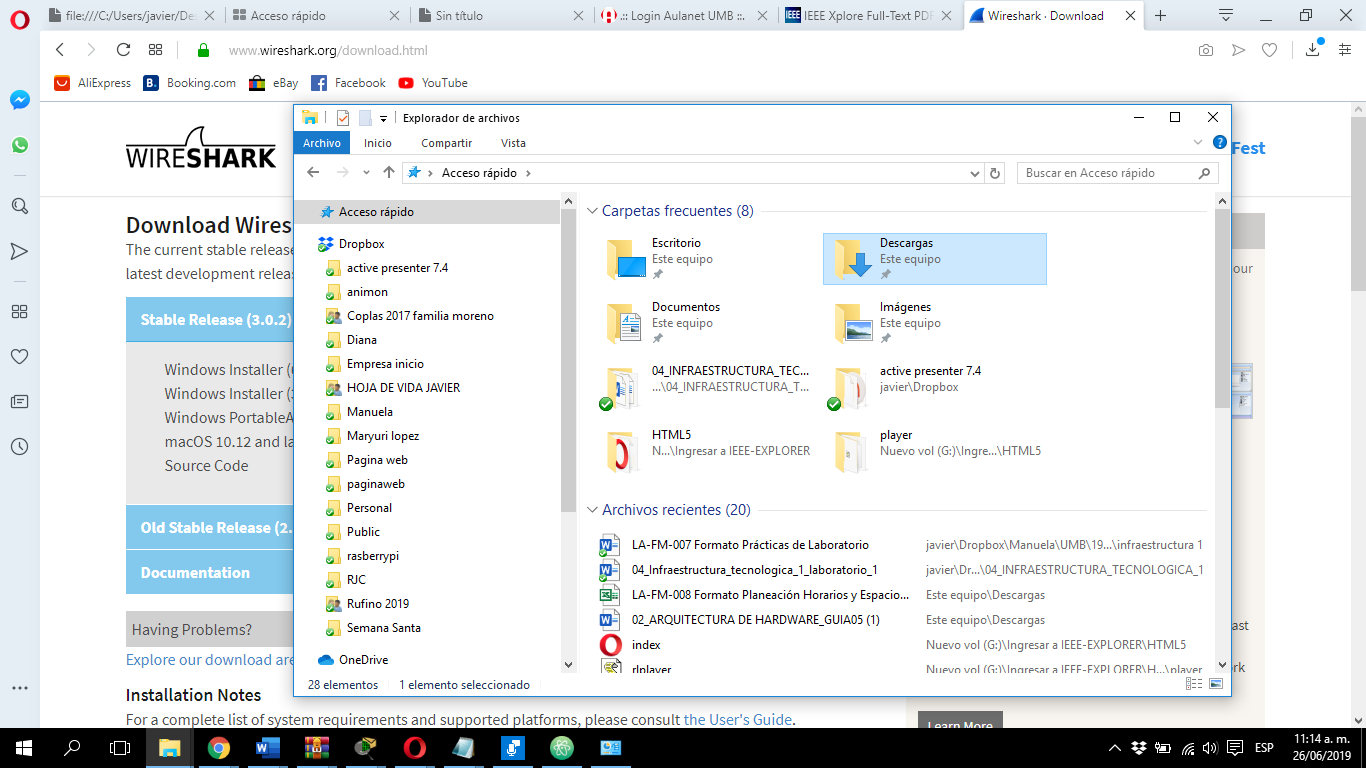 file:///C:/Users/javier/De
Acceso rápido
Sin título
.:: Login Aulanet UMB ::.
IEEE Xplore Full-Text PDF
Wireshark · Download
www.wireshark.org/download.html
AliExpress
Booking.com
eBay
Facebook
YouTube
WIRESHARK
Fest
Download Wires
The current stable release
latest development relea
our
Stable Release (3.0.2)
Windows Installer (
Windows Installer (
Windows PortableA
macOS 10.12 and la
Source Code
Old Stable Release (2.
Documentation
Having Problems?
Explore our download are
Installation Notes
For a complete list of system requirements and supported platforms, please consult the User's Guide.
ast
rk
Learn More
Explorador de archivos
Archivo
Inicio
Compartir
Vista
Acceso rápido
Buscar en Acceso rápido
Acceso rápido
Dropbox
active presenter 7.4
animon
Coplas 2017 familia moreno
Diana
Empresa inicio
HOJA DE VIDA JAVIER
Manuela
Maryuri lopez
Pagina web
paginaweb
Personal
Public
rasberrypi
RJC
Rufino 2019
Semana Santa
OneDrive
Carpetas frecuentes (8)
Escritorio
Este equipo
Descargas
Este equipo
Documentos
Este equipo
Imágenes
Este equipo
04_INFRAESTRUCTURA_TEC...
...\04_INFRAESTRUCTURA_T...
active presenter 7.4
javier\Dropbox
HTML5
N...\Ingresar a IEEE-EXPLORER
player
Nuevo vol (G:)\Ingre...\HTML5
Archivos recientes (20)
LA-FM-007 Formato Prácticas de Laboratorio
javier\Dropbox\Manuela\UMB\19...\infraestructura 1
04_Infraestructura_tecnologica_1_laboratorio_1
javier\Dr...\04_INFRAESTRUCTURA_TECNOLOGICA_1
LA-FM-008 Formato Planeación Horarios y Espacio...
Este equipo\Descargas
02_ARQUITECTURA DE HARDWARE_GUIA05 (1)
Este equipo\Descargas
index
Nuevo vol (G:)\Ingresar a IEEE-EXPLORER\HTML5
rlplayer
Nuevo vol (G:)\Ingresar a IEEE-EXPLORER\H...\player
28 elementos
1 elemento seleccionado
ESP
11:14 a. m.
26/06/2019